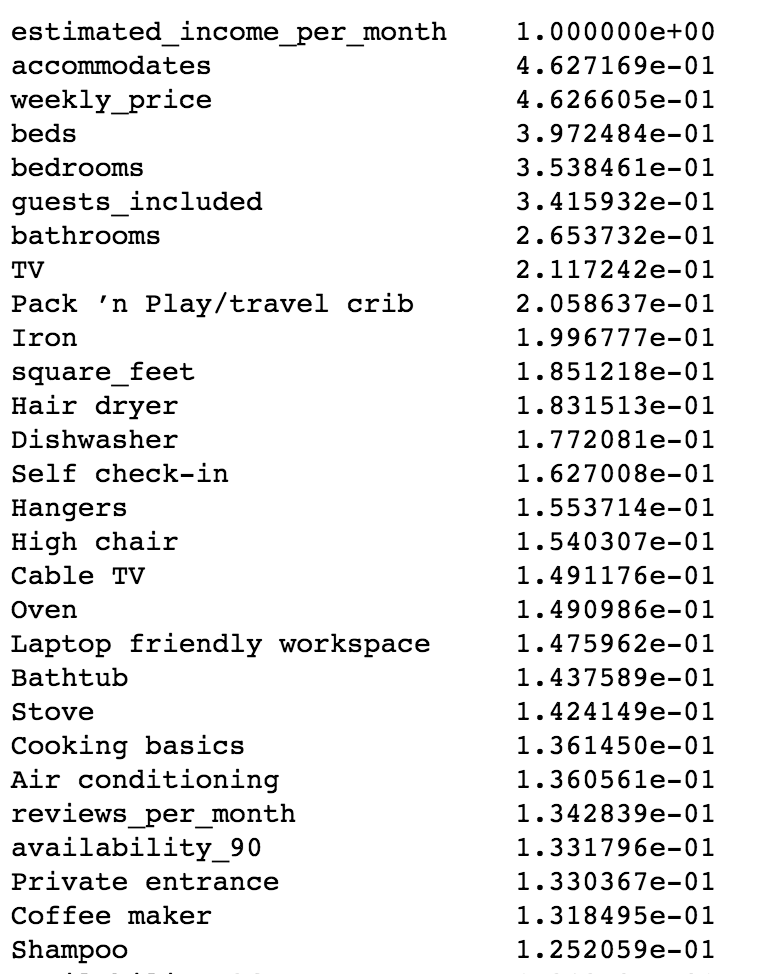 estimated_income_per_month 1.000000e+00
accommodates 4.627169e-01
weekly_price 4.626605e-01
beds 3.972484e-01
bedrooms 3.538461e-01
guests_included 3.415932e-01
bathrooms 2.653732e-01
TV 2.117242e-01
Pack ’n Play/travel crib 2.058637e-01
Iron 1.996777e-01
square_feet 1.851218e-01
Hair dryer 1.831513e-01
Dishwasher 1.772081e-01
Self check-in 1.627008e-01
Hangers 1.553714e-01
High chair 1.540307e-01
Cable TV 1.491176e-01
Oven 1.490986e-01
Laptop friendly workspace 1.475962e-01
Bathtub 1.437589e-01
Stove 1.424149e-01
Cooking basics 1.361450e-01
Air conditioning 1.360561e-01
reviews_per_month 1.342839e-01
availability_90 1.331796e-01
Private entrance 1.330367e-01
Coffee maker 1.318495e-01
Shampoo 1.252059e-01